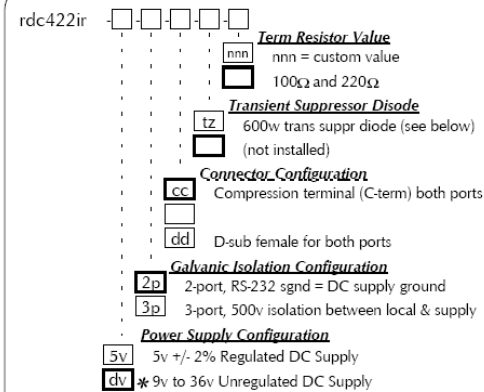 rdc422ir - - - - -
Term Resistor Value
nnn nnn = custom value
100Ω and 220Ω
Transient Suppressor Disode
tz 600w trans suppr diode (see below)
(not installed)
Connector Configuration
cc Compression terminal (C-term) both ports
dd D-sub female for both ports
Galvanic Isolation Configuration
2p 2-port, RS-232 sgnd = DC supply ground
3p 3-port, 500v isolation between local & supply
Power Supply Configuration
5v 5v +/- 2% Regulated DC Supply
dv * 9v to 36v Unregulated DC Supply